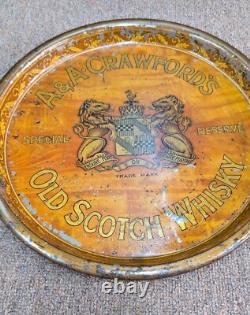 A & A CRAWFORD'S
SPECIAL RESERVE
TRADE MARK
OLD SCOTCH WHISKY